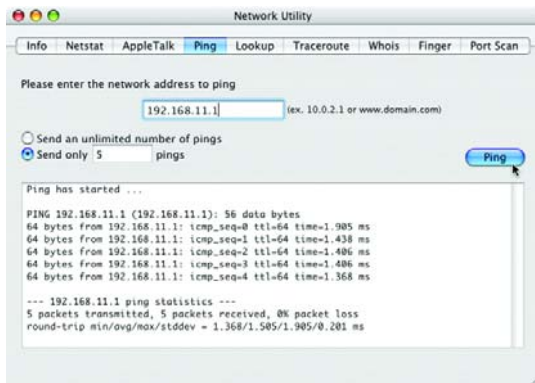 Network Utility
Info Netstat AppleTalk Ping Lookup Traceroute Whois Finger Port Scan
Please enter the network address to ping
192.168.11.1 (ex. 10.0.2.1 or www.domain.com)
Send an unlimited number of pings
Send only 5 pings
Ping
Ping has started ...
PING 192.168.11.1 (192.168.11.1): 56 data bytes
64 bytes from 192.168.11.1: icmp_seq=0 ttl=64 time=1.905 ms
64 bytes from 192.168.11.1: icmp_seq=1 ttl=64 time=1.438 ms
64 bytes from 192.168.11.1: icmp_seq=2 ttl=64 time=1.406 ms
64 bytes from 192.168.11.1: icmp_seq=3 ttl=64 time=1.406 ms
64 bytes from 192.168.11.1: icmp_seq=4 ttl=64 time=1.368 ms
--- 192.168.11.1 ping statistics ---
5 packets transmitted, 5 packets received, 0% packet loss
round-trip min/avg/max/stddev = 1.368/1.505/1.905/0.201 ms